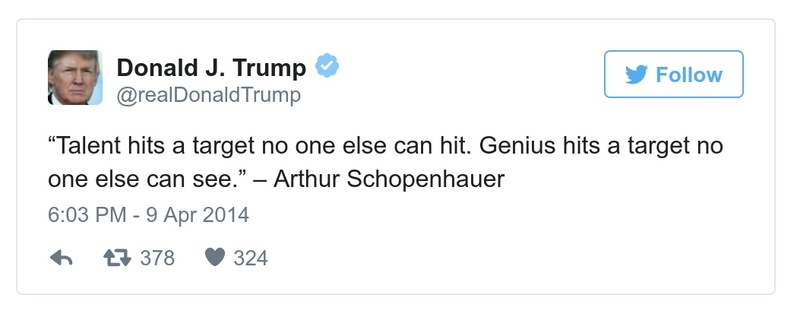 Donald J. Trump
@realDonaldTrump
Follow
“Talent hits a target no one else can hit. Genius hits a target no
one else can see.” – Arthur Schopenhauer
6:03 PM - 9 Apr 2014
378 324